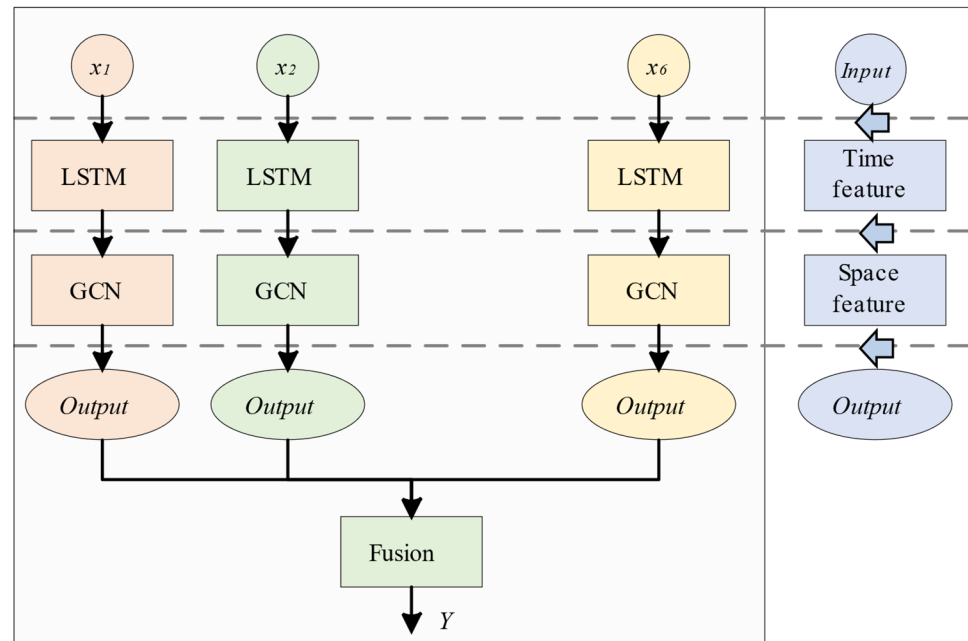 x₁ x₂ x₆ Input
LSTM LSTM LSTM Time
feature
GCN GCN GCN Space
feature
Output Output Output Output
Fusion
Y